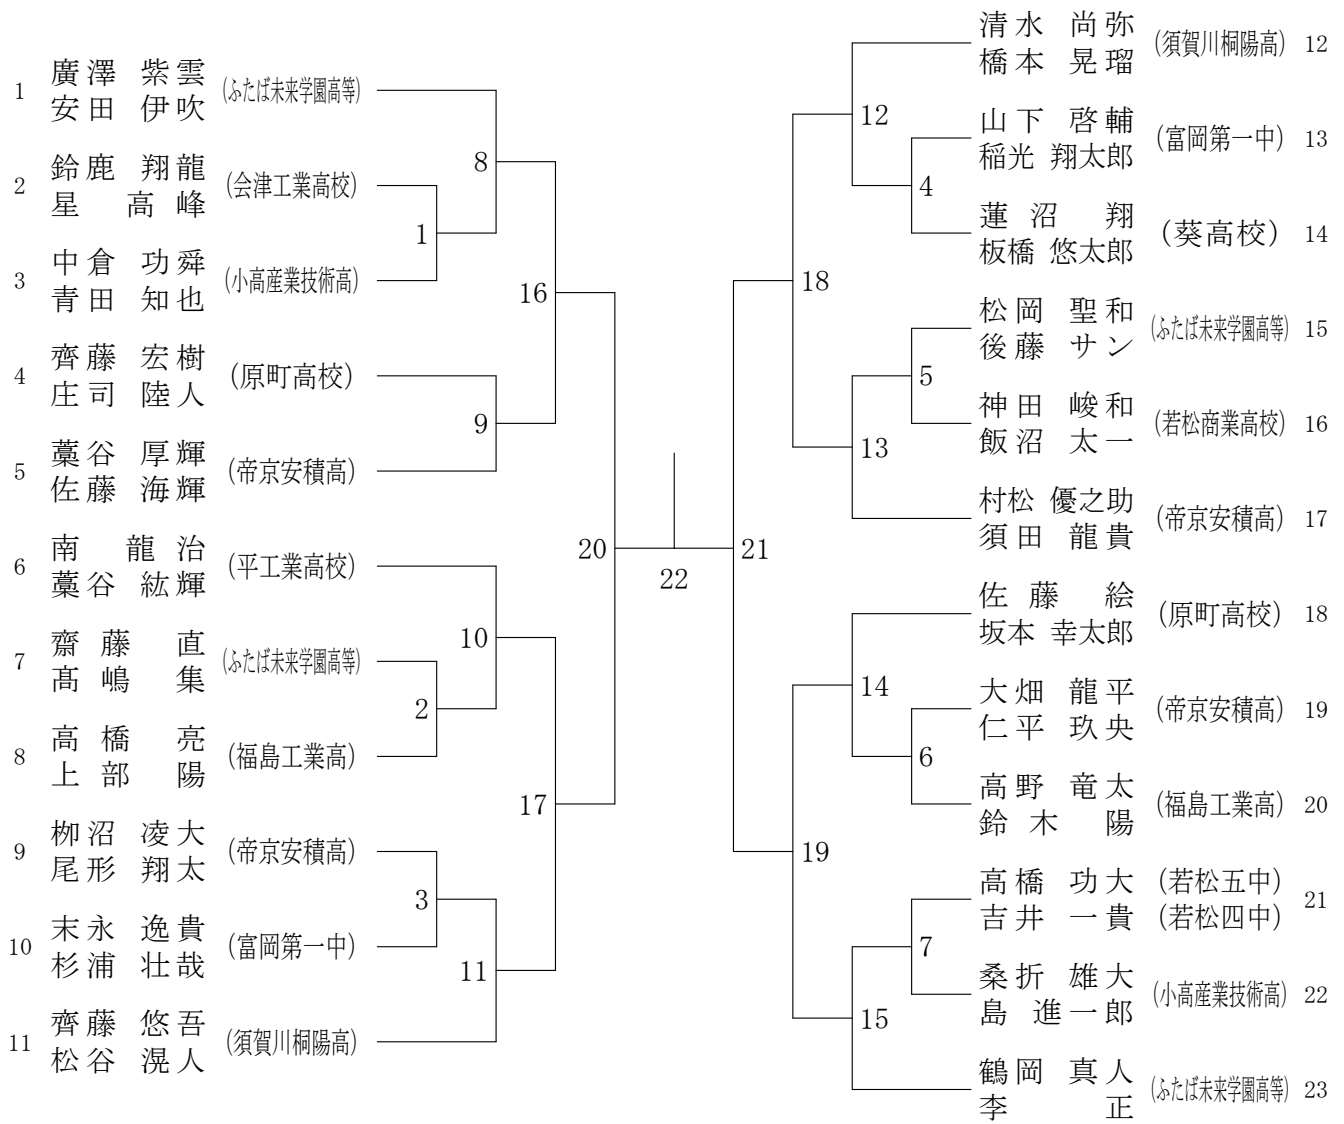 1 廣澤 紫雲 (ふたば未来学園高等)
安田 伊吹
2 鈴鹿 翔龍 (会津工業高校)
星 高峰
3 中倉 功舜 (小高産業技術高)
青田 知也
4 齊藤 宏樹 (原町高校)
庄司 陸人
5 藁谷 厚輝 (帝京安積高)
佐藤 海輝
6 南 龍治 (平工業高校)
藁谷 紘輝
7 齋藤 直 (ふたば未来学園高等)
髙嶋 集
8 高橋 亮 (福島工業高)
上部 陽
9 栁沼 凌大 (帝京安積高)
尾形 翔太
10 末永 逸貴 (富岡第一中)
杉浦 壮哉
11 齊藤 悠吾 (須賀川桐陽高)
松谷 滉人
8
1
16
9
20
10
2
17
3
11
22
21
12
4
18
5
13
14
6
19
7
15
清水 尚弥 (須賀川桐陽高) 12
橋本 晃瑠
山下 啓輔 (富岡第一中) 13
稲光 翔太郎
蓮沼 翔 (葵高校) 14
板橋 悠太郎
松岡 聖和 (ふたば未来学園高等) 15
後藤 サン
神田 峻和 (若松商業高校) 16
飯沼 太一
村松 優之助 (帝京安積高) 17
須田 龍貴
佐藤 絵 (原町高校) 18
坂本 幸太郎
大畑 龍平 (帝京安積高) 19
仁平 玖央
高野 竜太 (福島工業高) 20
鈴木 陽
高橋 功大 (若松五中) 21
吉井 一貴 (若松四中)
桑折 雄大 (小高産業技術高) 22
島 進一郎
鶴岡 真人 (ふたば未来学園高等) 23
李 正